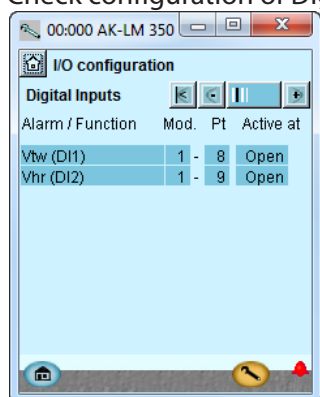 Check configuration of Di
00:000 AK-LM 350
I/O configuration
Digital Inputs
Alarm / Function Mod. Pt Active at
Vtw (DI1) 1 - 8 Open
Vhr (DI2) 1 - 9 Open